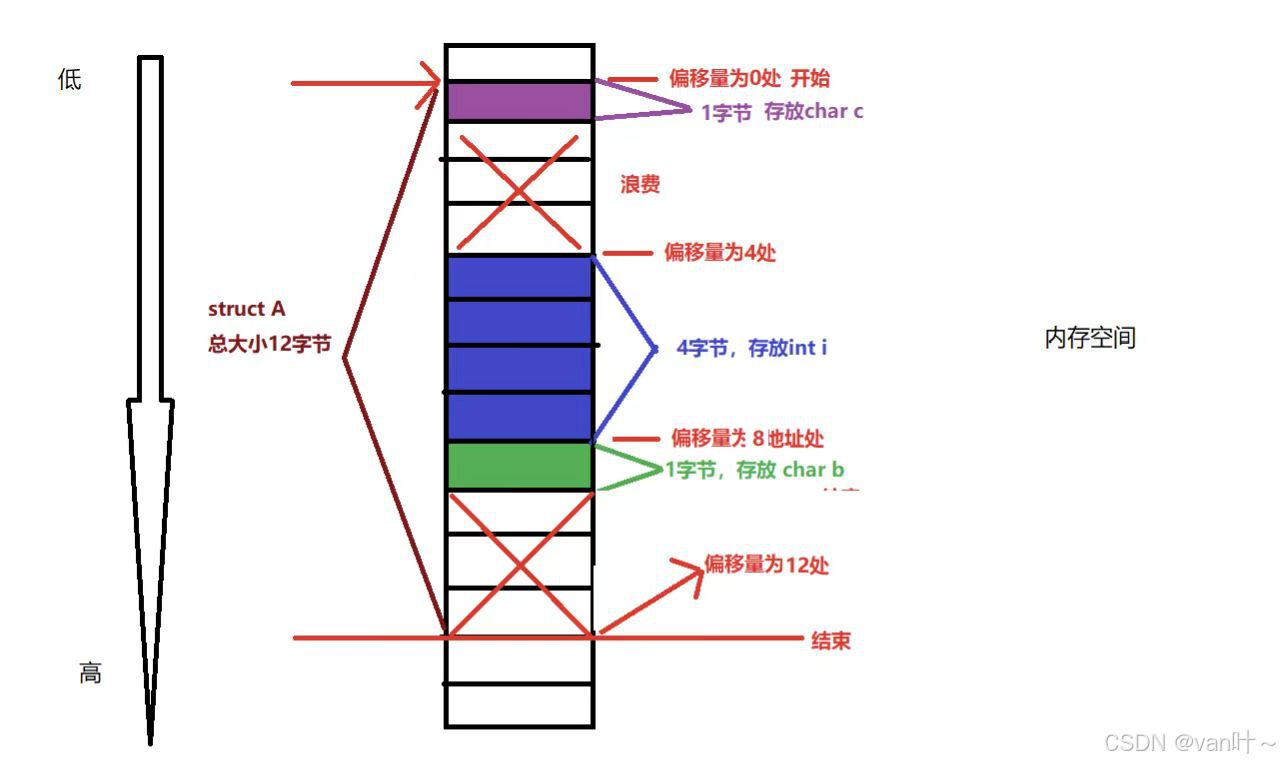 低
偏移量为0处 开始
1字节 存放char c
浪费
偏移量为4处
struct A
总大小12字节
4字节，存放int i
内存空间
偏移量为 8地址处
1字节，存放 char b
偏移量为12处
结束
高
CSDN @van叶～